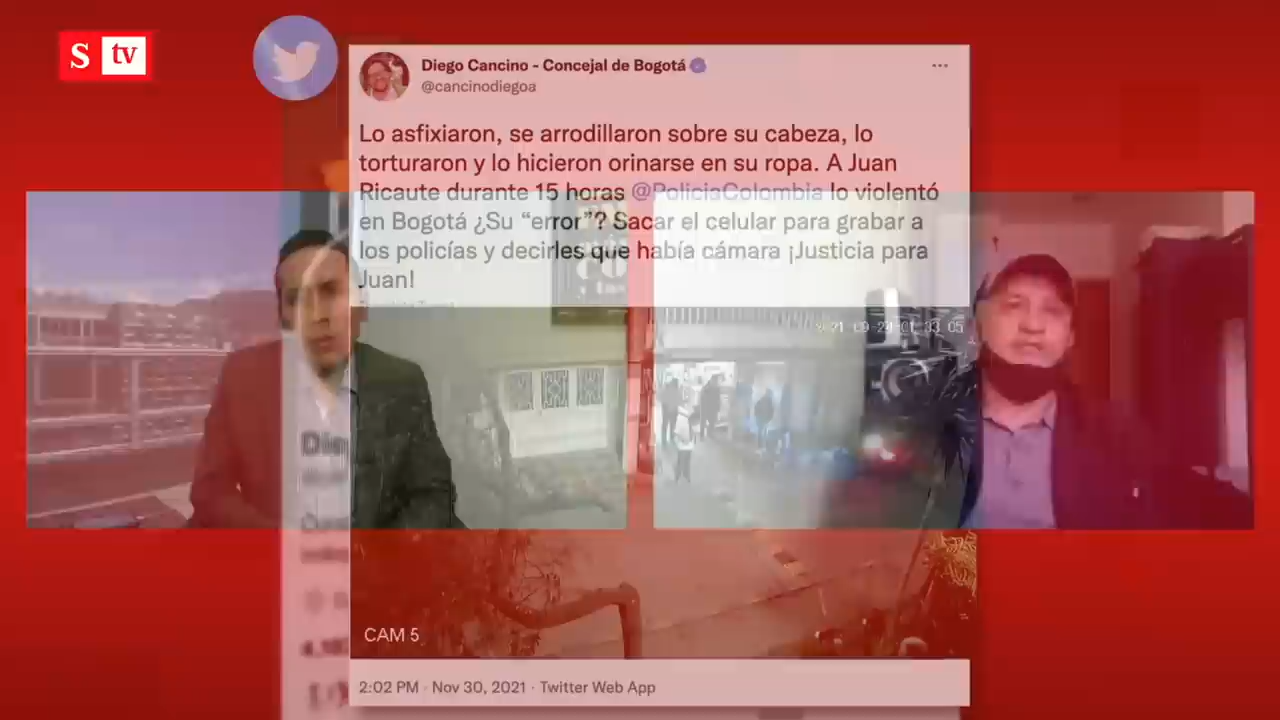 S tv
Diego Cancino - Concejal de Bogotá
@cancinodiegoa
Lo asfixiaron, se arrodillaron sobre su cabeza, lo
torturaron y lo hicieron orinarse en su ropa. A Juan
Ricaute durante 15 horas @PoliciaColombia lo violentó
en Bogotá ¿Su “error”? Sacar el celular para grabar a
los policías y decirles que había cámara ¡Justicia para
Juan!
CAM 5
2:02 PM · Nov 30, 2021 · Twitter Web App